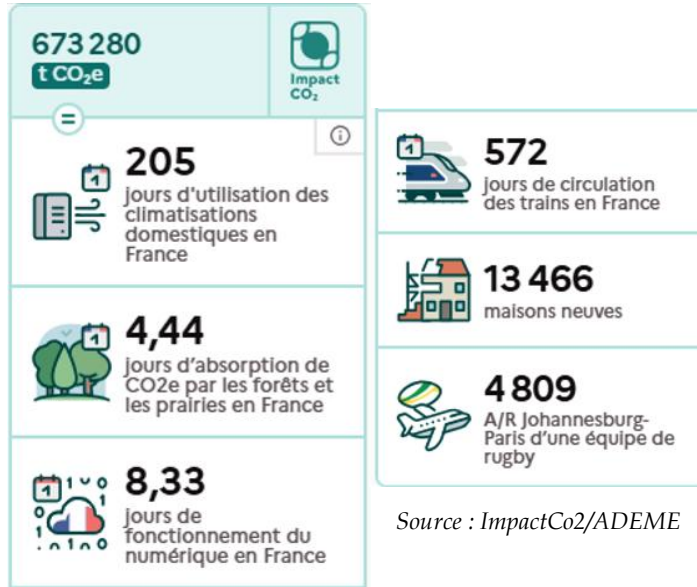 673 280
t CO₂e
Impact
CO₂
=
205
jours d'utilisation des
climatisations
domestiques en
France
4,44
jours d'absorption de
CO2e par les forêts et
les prairies en France
8,33
jours de
fonctionnement du
numérique en France
572
jours de circulation
des trains en France
13 466
maisons neuves
4 809
A/R Johannesburg-
Paris d'une équipe de
rugby
Source : ImpactCo2/ADEME